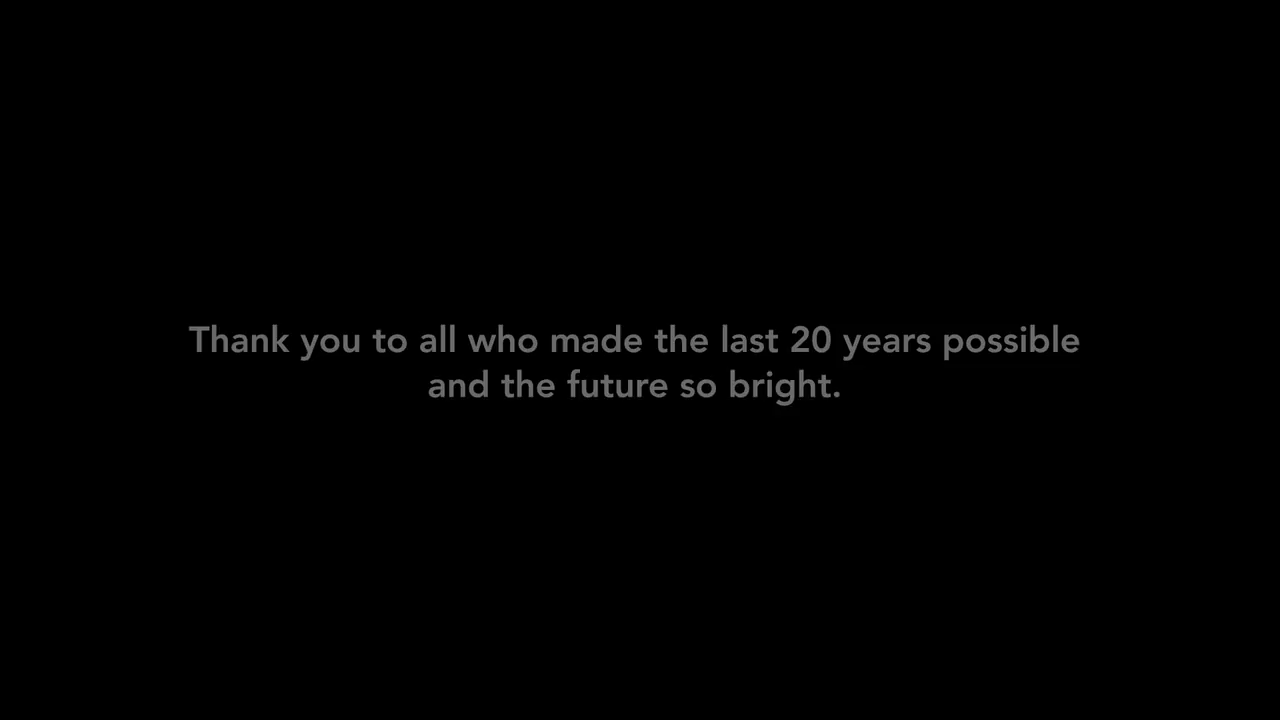 Thank you to all who made the last 20 years possible
and the future so bright.